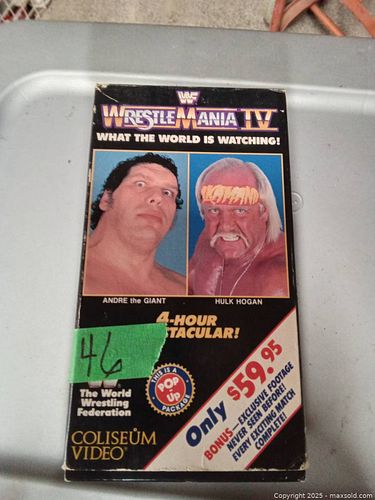 WF
WRESTLEMANIA IV
WHAT THE WORLD IS WATCHING!
HULKAMANIA
ANDRE the GIANT
HULK HOGAN
4-HOUR
CTACULAR!
46
THIS IS A
POP-UP
PACKAGE
Only $59.95
BONUS - EXCLUSIVE FOOTAGE
NEVER SEEN BEFORE!
EVERY EXCITING MATCH
COMPLETE!
W
The World
Wrestling
Federation
COLISEUM
VIDEO
Copyright 2025 - maxsold.com